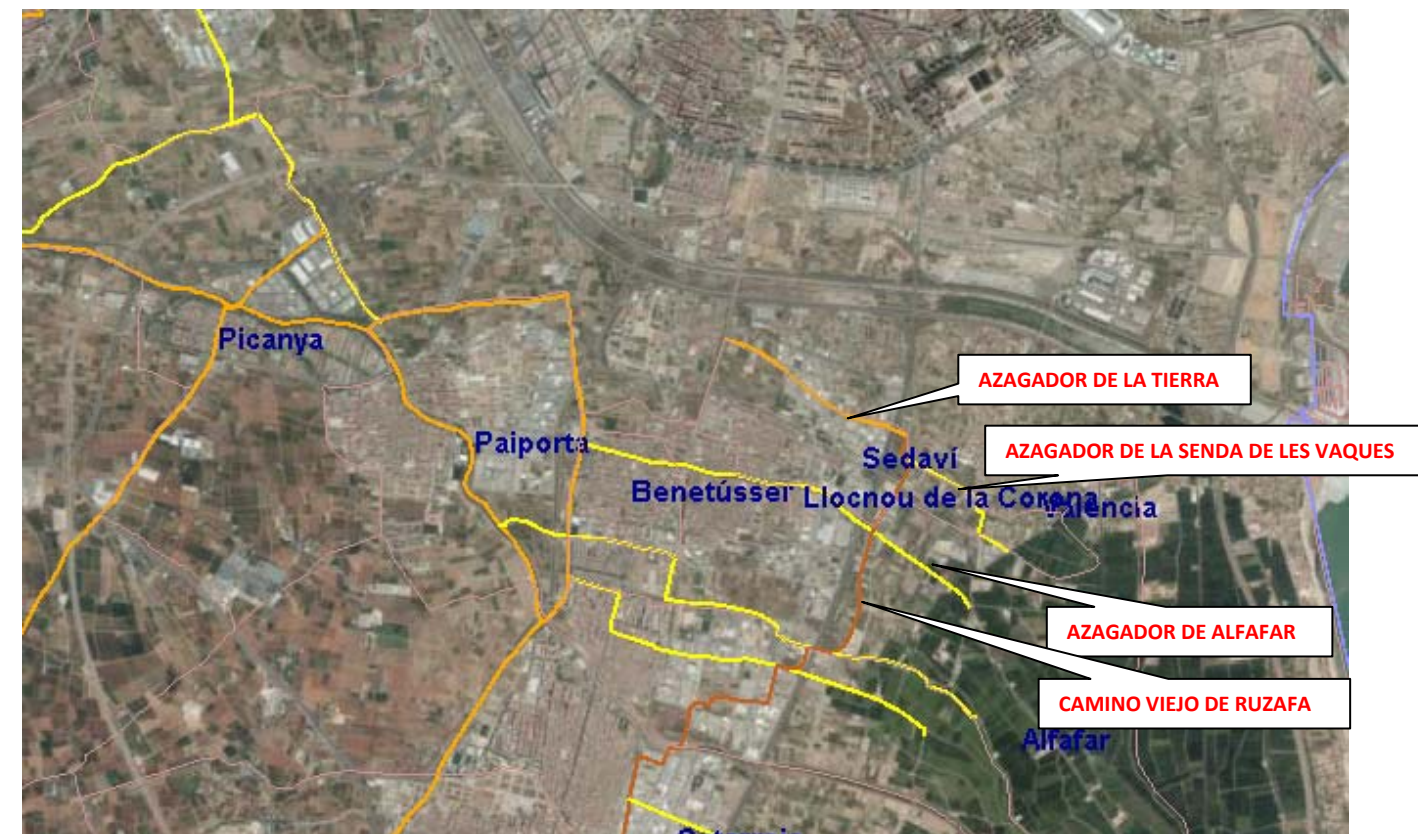 Picanya
AZAGADOR DE LA TIERRA
Paiporta
Sedaví
AZAGADOR DE LA SENDA DE LES VAQUES
Benetússer
Llocnou de la Corona
Valencia
AZAGADOR DE ALFAFAR
CAMINO VIEJO DE RUZAFA
Alfafar